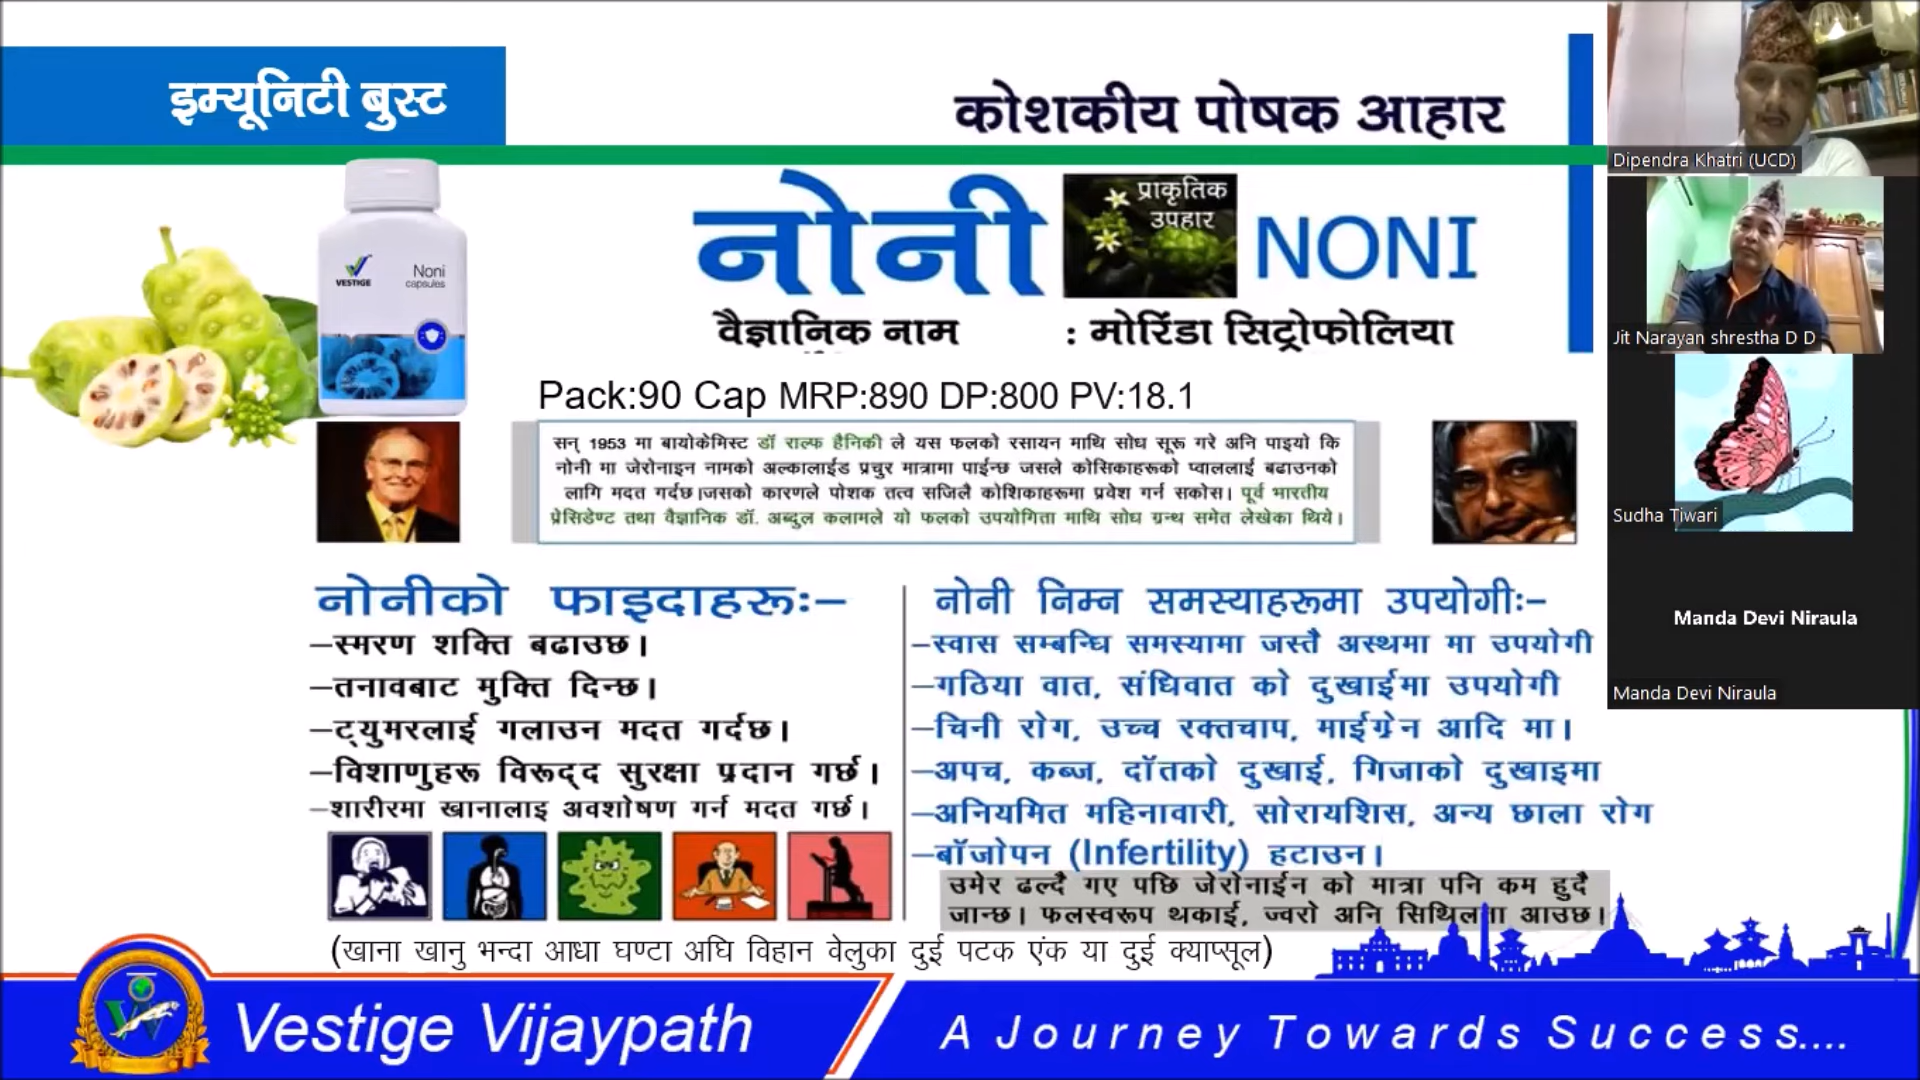 इम्यूनिटी बुस्ट
कोशकीय पोषक आहार
नोनी
प्राकृतिक
उपहार
NONI
VESTIGE
Noni
capsules
वैज्ञानिक नाम : मोरिंडा सिट्रोफोलिया
Pack:90 Cap MRP:890 DP:800 PV:18.1
सन् 1953 मा बायोकेमिस्ट डॉ राल्फ हैनिकी ले यस फलको रसायन माथि सोध सूरू गरे अनि पाइयो कि
नोनी मा जेरोनाइन नामको अल्कालाईड प्रचुर मात्रामा पाईन्छ जसले कोसिकाहरूको प्वाललाई बढाउनको
लागि मदत गर्दछ।जसको कारणले पोशक तत्व सजिलै कोशिकाहरूमा प्रवेश गर्न सकोस। पूर्व भारतीय
प्रेसिडेण्ट तथा वैज्ञानिक डॉ. अब्दुल कलामले यो फलको उपयोगिता माथि सोध ग्रन्थ समेत लेखेका थिये।
नोनीको फाइदाहरूः–
–स्मरण शक्ति बढाउछ।
–तनावबाट मुक्ति दिन्छ।
–ट्युमरलाई गलाउन मदत गर्दछ।
–विशाणुहरू विरूद्द सुरक्षा प्रदान गर्छ।
–शारीरमा खानालाइ अवशोषण गर्न मदत गर्छ।
नोनी निम्न समस्याहरूमा उपयोगीः–
–स्वास सम्बन्धि समस्यामा जस्तै अस्थमा मा उपयोगी
–गठिया वात, संधिवात को दुखाईमा उपयोगी
–चिनी रोग, उच्च रक्तचाप, माईग्रेन आदि मा।
–अपच, कब्ज, दॉतको दुखाई, गिजाको दुखाइमा
–अनियमित महिनावारी, सोरायशिस, अन्य छाला रोग
–बॉजोपन (Infertility) हटाउन।
उमेर ढल्दै गए पछि जेरोनाईन को मात्रा पनि कम हुदै
जान्छ। फलस्वरूप थकाई, ज्वरो अनि सिथिलता आउछ।
(खाना खानु भन्दा आधा घण्टा अघि विहान वेलुका दुई पटक एंक या दुई क्याप्सूल)
Vestige Vijaypath
A Journey Towards Success....
Dipendra Khatri (UCD)
Jit Narayan shrestha D D
Sudha Tiwari
Manda Devi Niraula
Manda Devi Niraula